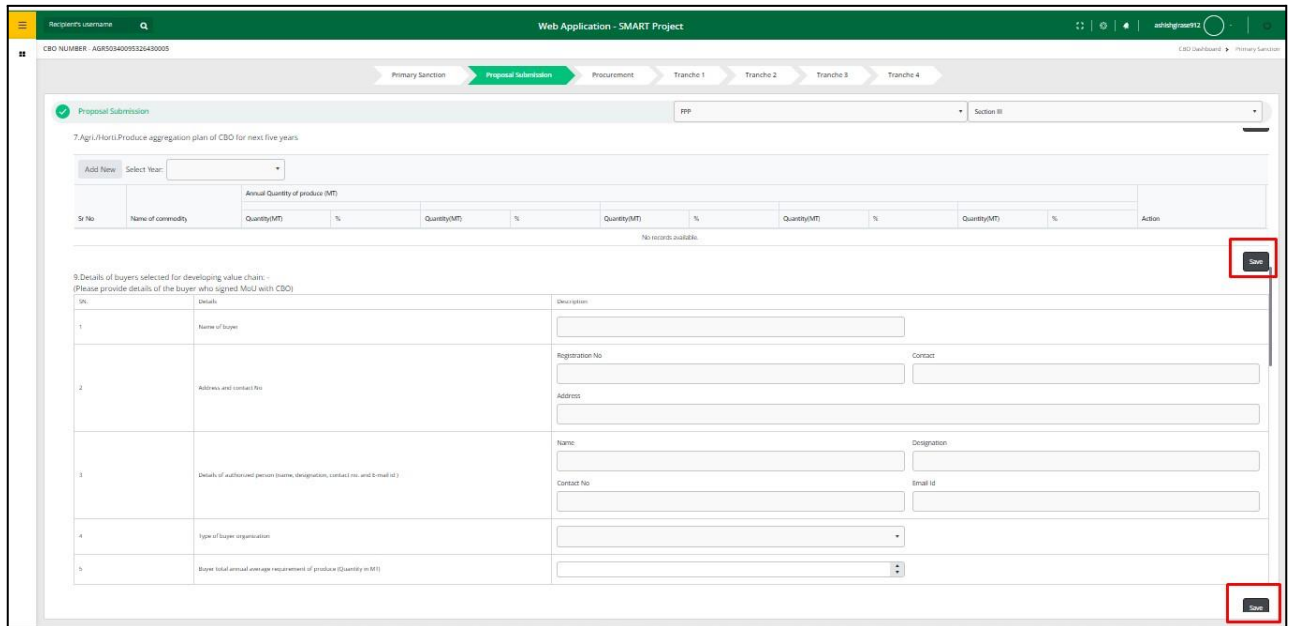 Recipient's username
Web Application - SMART Project
ashishgirase912
CBO NUMBER - AGR50340095326430005
CBO Dashboard > Primary Sanction
Primary Sanction Proposal Submission Procurement Tranche 1 Tranche 2 Tranche 3 Tranche 4
Proposal Submission FPP Section III
7.Agri./Horti.Produce aggregation plan of CBO for next five years
Add New Select Year:
Annual Quantity of produce (MT)
Sr No Name of commodity Quantity(MT) % Quantity(MT) % Quantity(MT) % Quantity(MT) % Quantity(MT) % Action
No records available.
Save
9.Details of buyers selected for developing value chain: -
(Please provide details of the buyer who signed MoU with CBO)
SN. Details Description
1 Name of buyer
Registration No Contact
2 Address and contact No
Address
Name Designation
3 Details of authorized person (name, designation, contact no. and E-mail id )
Contact No Email Id
4 Type of buyer organisation
5 Buyer total annual average requirement of produce (Quantity in MT)
Save